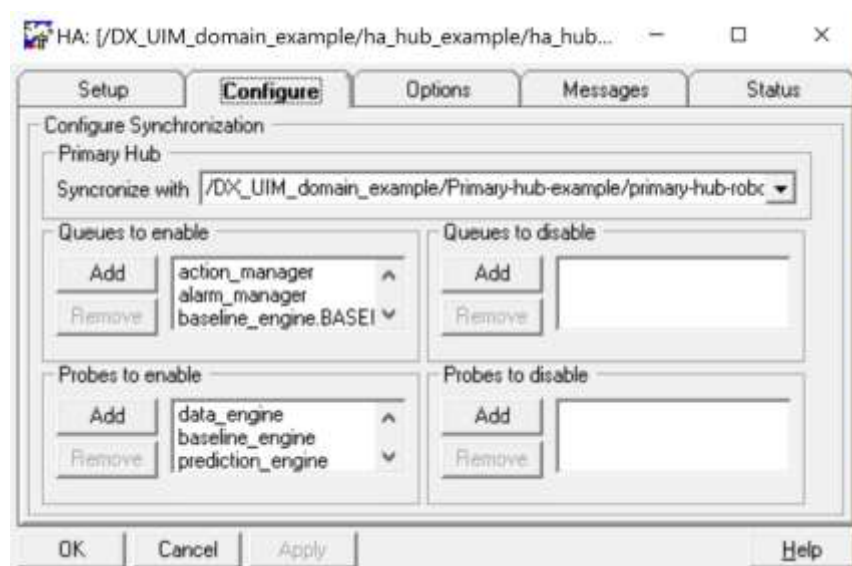 HA: [/DX_UIM_domain_example/ha_hub_example/ha_hub...
Setup Configure Options Messages Status
Configure Synchronization
Primary Hub
Syncronize with /DX_UIM_domain_example/Primary-hub-example/primary-hub-robc
Queues to enable
Add
Remove
action_manager
alarm_manager
baseline_engine.BASEI
Queues to disable
Add
Remove
Probes to enable
Add
Remove
data_engine
baseline_engine
prediction_engine
Probes to disable
Add
Remove
OK Cancel Apply Help